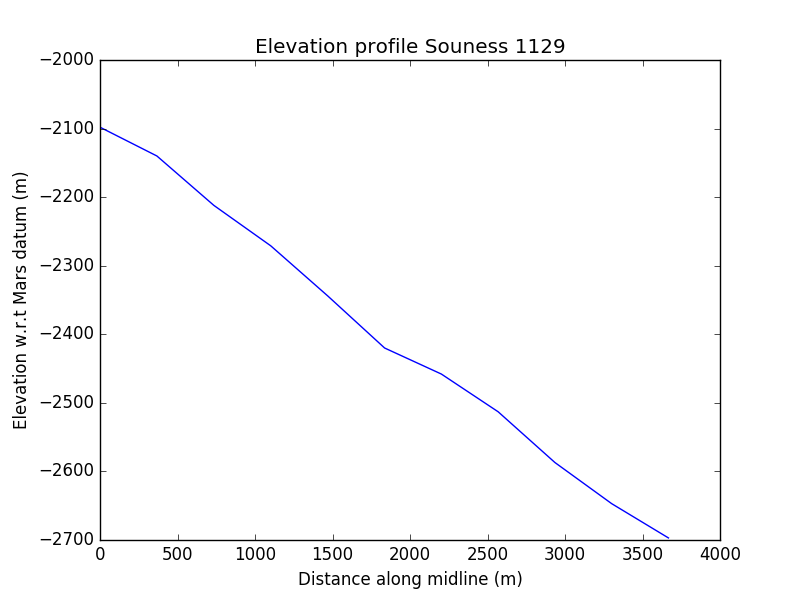 Elevation profile Souness 1129
Elevation w.r.t Mars datum (m)
−2000
−2100
−2200
−2300
−2400
−2500
−2600
−2700
0 500 1000 1500 2000 2500 3000 3500 4000
Distance along midline (m)